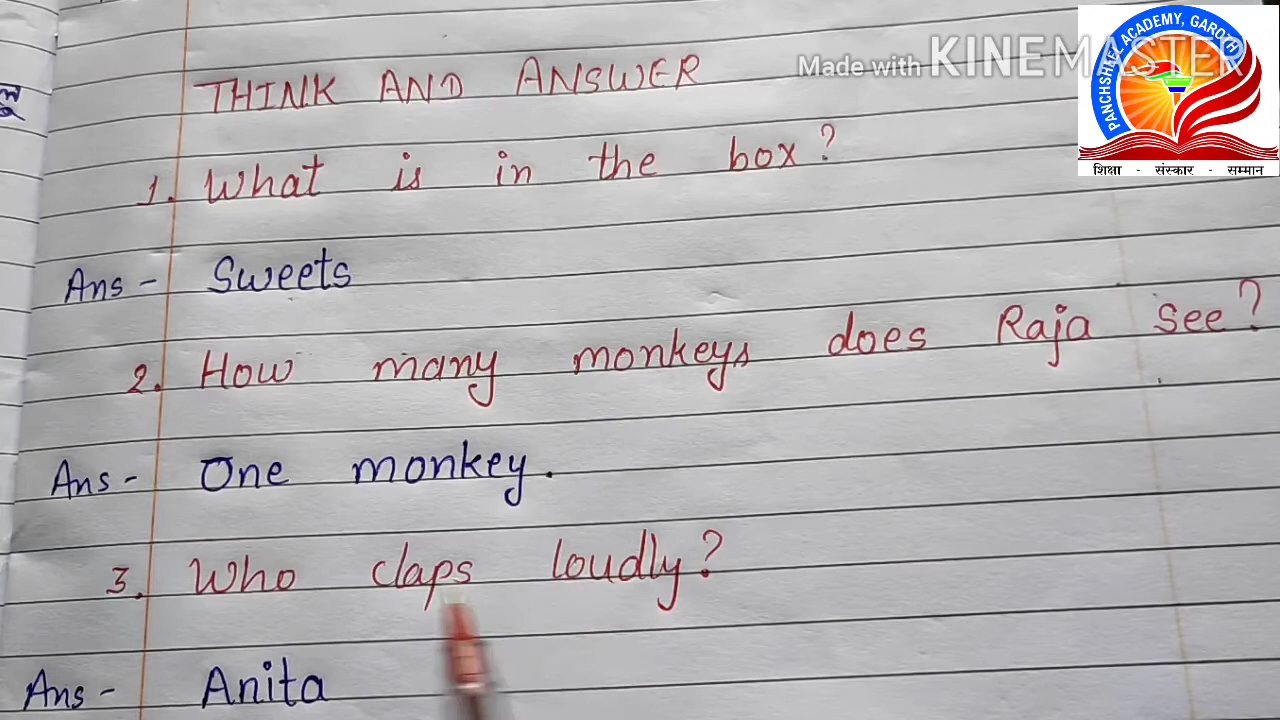 Made with KINEMASTER
PANCHSHEEL ACADEMY, GAROTH
शिक्षा - संस्कार - सम्मान
THINK AND ANSWER
1. What is in the box?
Ans - Sweets
2. How many monkeys does Raja see?
Ans - One monkey.
3. Who claps loudly?
Ans - Anita